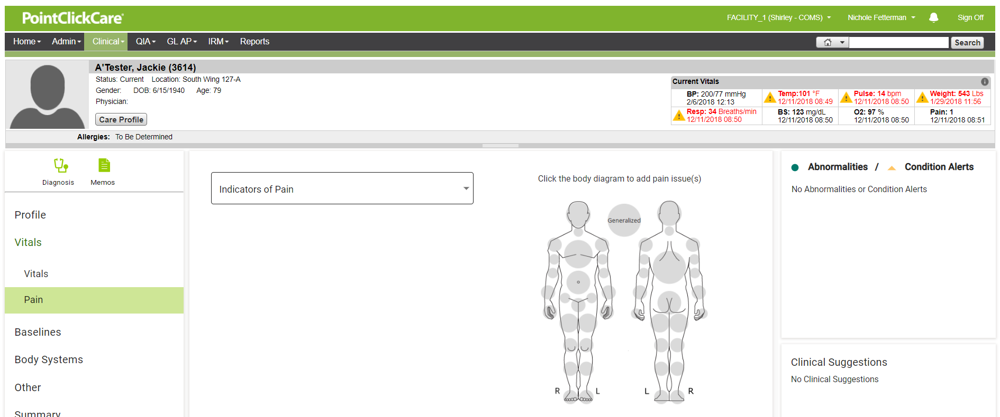 PointClickCare®
FACILITY_1 (Shirley - COMS)
Nichole Fetterman
Sign Off
Home
Admin
Clinical
QIA
GL AP
IRM
Reports
Search
A'Tester, Jackie (3614)
Status: Current Location: South Wing 127-A
Gender: DOB: 6/15/1940 Age: 79
Physician:
Care Profile
Current Vitals
BP: 200/77 mmHg
2/6/2018 12:13
Temp:101 °F
12/11/2018 08:49
Pulse: 14 bpm
12/11/2018 08:50
Weight: 543 Lbs
1/29/2018 11:56
Resp: 34 Breaths/min
12/11/2018 08:50
BS: 123 mg/dL
12/11/2018 08:50
O2: 97 %
12/11/2018 08:50
Pain: 1
12/11/2018 08:51
Allergies: To Be Determined
Diagnosis
Memos
Profile
Vitals
Vitals
Pain
Baselines
Body Systems
Other
Summary
Indicators of Pain
Click the body diagram to add pain issue(s)
Generalized
R L
L R
Abnormalities / Condition Alerts
No Abnormalities or Condition Alerts
Clinical Suggestions
No Clinical Suggestions